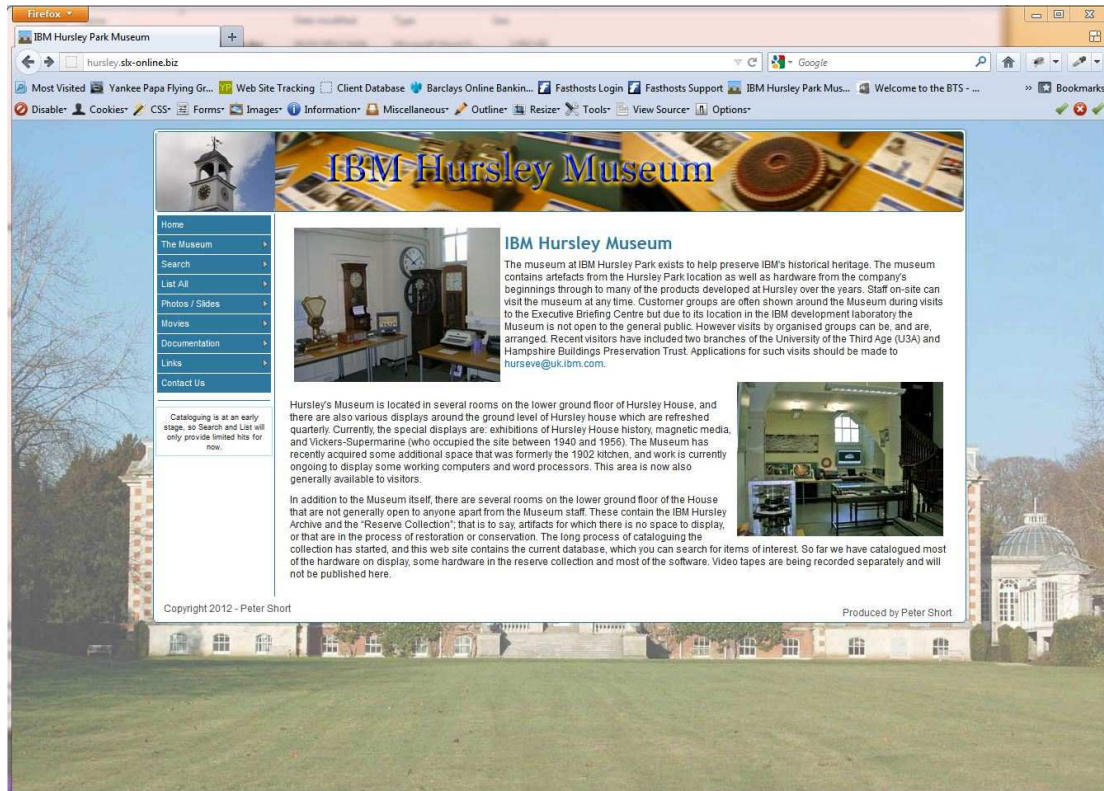 Firefox
IBM Hursley Park Museum
hursley.slx-online.biz
Google
Most Visited Yankee Papa Flying Gr... Web Site Tracking Client Database Barclays Online Bankin... Fasthosts Login Fasthosts Support IBM Hursley Park Mus... Welcome to the BTS - ... » Bookmarks
Disable Cookies CSS Forms Images Information Miscellaneous Outline Resize Tools View Source Options
IBM Hursley Museum
Home
The Museum
Search
List All
Photos / Slides
Movies
Documentation
Links
Contact Us
Cataloguing is at an early
stage, so Search and List will
only provide limited hits for
now.
IBM Hursley Museum
The museum at IBM Hursley Park exists to help preserve IBM's historical heritage. The museum
contains artefacts from the Hursley Park location as well as hardware from the company's
beginnings through to many of the products developed at Hursley over the years. Staff on-site can
visit the museum at any time. Customer groups are often shown around the Museum during visits
to the Executive Briefing Centre but due to its location in the IBM development laboratory the
Museum is not open to the general public. However visits by organised groups can be, and are,
arranged. Recent visitors have included two branches of the University of the Third Age (U3A) and
Hampshire Buildings Preservation Trust. Applications for such visits should be made to
hurseve@uk.ibm.com.
Hursley's Museum is located in several rooms on the lower ground floor of Hursley House, and
there are also various displays around the ground level of Hursley house which are refreshed
quarterly. Currently, the special displays are: exhibitions of Hursley House history, magnetic media,
and Vickers-Supermarine (who occupied the site between 1940 and 1956). The Museum has
recently acquired some additional space that was formerly the 1902 kitchen, and work is currently
ongoing to display some working computers and word processors. This area is now also
generally available to visitors.
In addition to the Museum itself, there are several rooms on the lower ground floor of the House
that are not generally open to anyone apart from the Museum staff. These contain the IBM Hursley
Archive and the “Reserve Collection”; that is to say, artifacts for which there is no space to display,
or that are in the process of restoration or conservation. The long process of cataloguing the
collection has started, and this web site contains the current database, which you can search for items of interest. So far we have catalogued most
of the hardware on display, some hardware in the reserve collection and most of the software. Video tapes are being recorded separately and will
not be published here.
Copyright 2012 - Peter Short
Produced by Peter Short